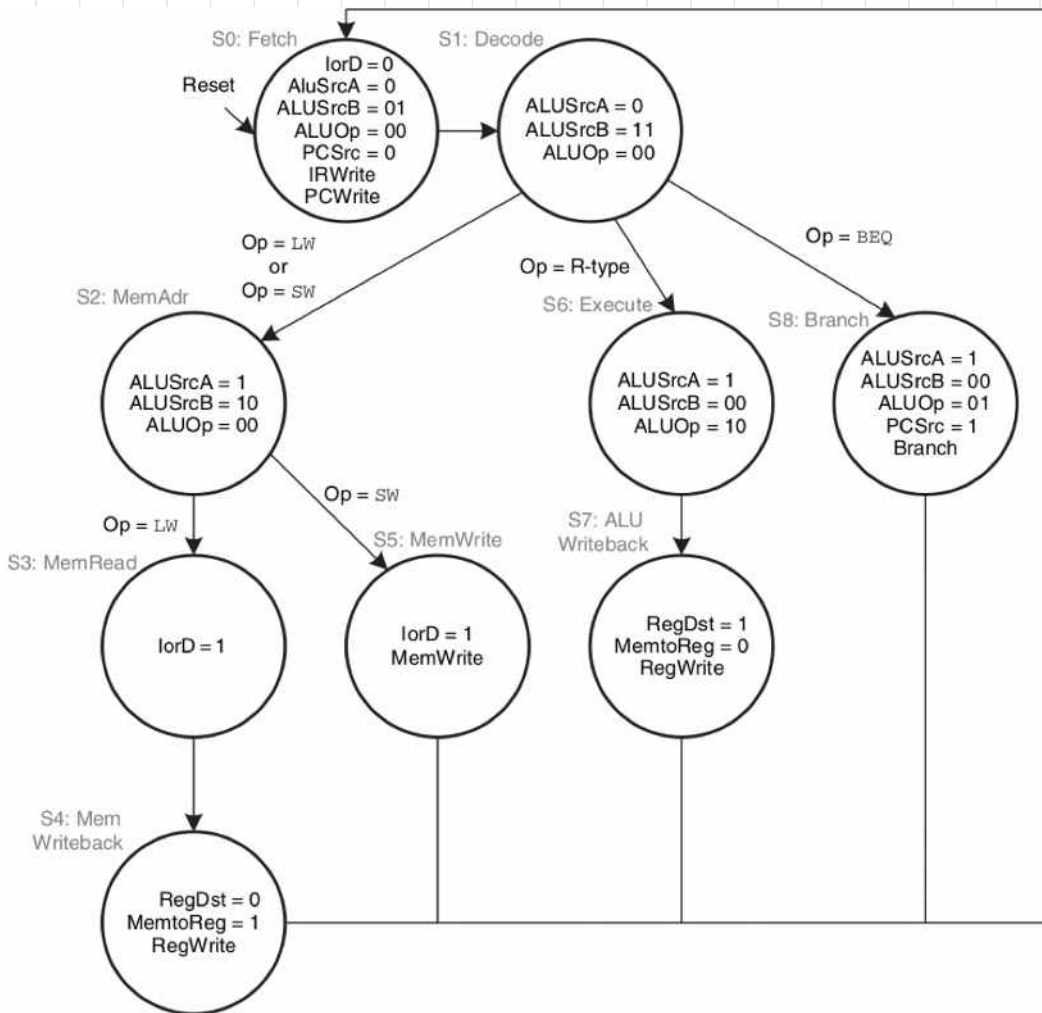 S0: Fetch
S1: Decode
Reset
IorD = 0
AluSrcA = 0
ALUSrcB = 01
ALUOp = 00
PCSrc = 0
IRWrite
PCWrite
ALUSrcA = 0
ALUSrcB = 11
ALUOp = 00
Op = LW
or
Op = SW
Op = R-type
Op = BEQ
S2: MemAdr
S6: Execute
S8: Branch
ALUSrcA = 1
ALUSrcB = 10
ALUOp = 00
ALUSrcA = 1
ALUSrcB = 00
ALUOp = 10
ALUSrcA = 1
ALUSrcB = 00
ALUOp = 01
PCSrc = 1
Branch
Op = LW
Op = SW
S3: MemRead
S5: MemWrite
S7: ALU
Writeback
IorD = 1
IorD = 1
MemWrite
RegDst = 1
MemtoReg = 0
RegWrite
S4: Mem
Writeback
RegDst = 0
MemtoReg = 1
RegWrite